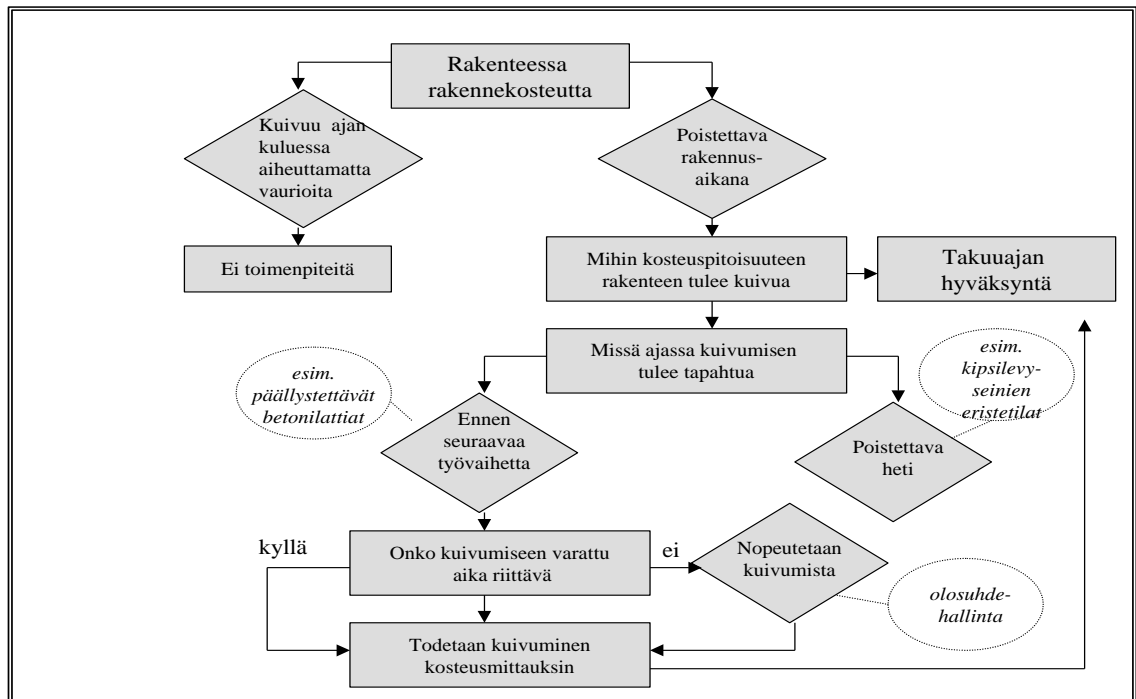 Rakenteessa
rakennekosteutta
Kuivuu ajan
kuluessa
aiheuttamatta
vaurioita
Poistettava
rakennus-
aikana
Ei toimenpiteitä
Mihin kosteuspitoisuuteen
rakenteen tulee kuivua
Takuuajan
hyväksyntä
Missä ajassa kuivumisen
tulee tapahtua
esim.
päällystettävät
betonilattiat
esim.
kipsilevy-
seinien
eristetilat
Ennen
seuraavaa
työvaihetta
Poistettava
heti
kyllä
Onko kuivumiseen varattu
aika riittävä
ei
Nopeutetaan
kuivumista
olosuhde-
hallinta
Todetaan kuivuminen
kosteusmittauksin